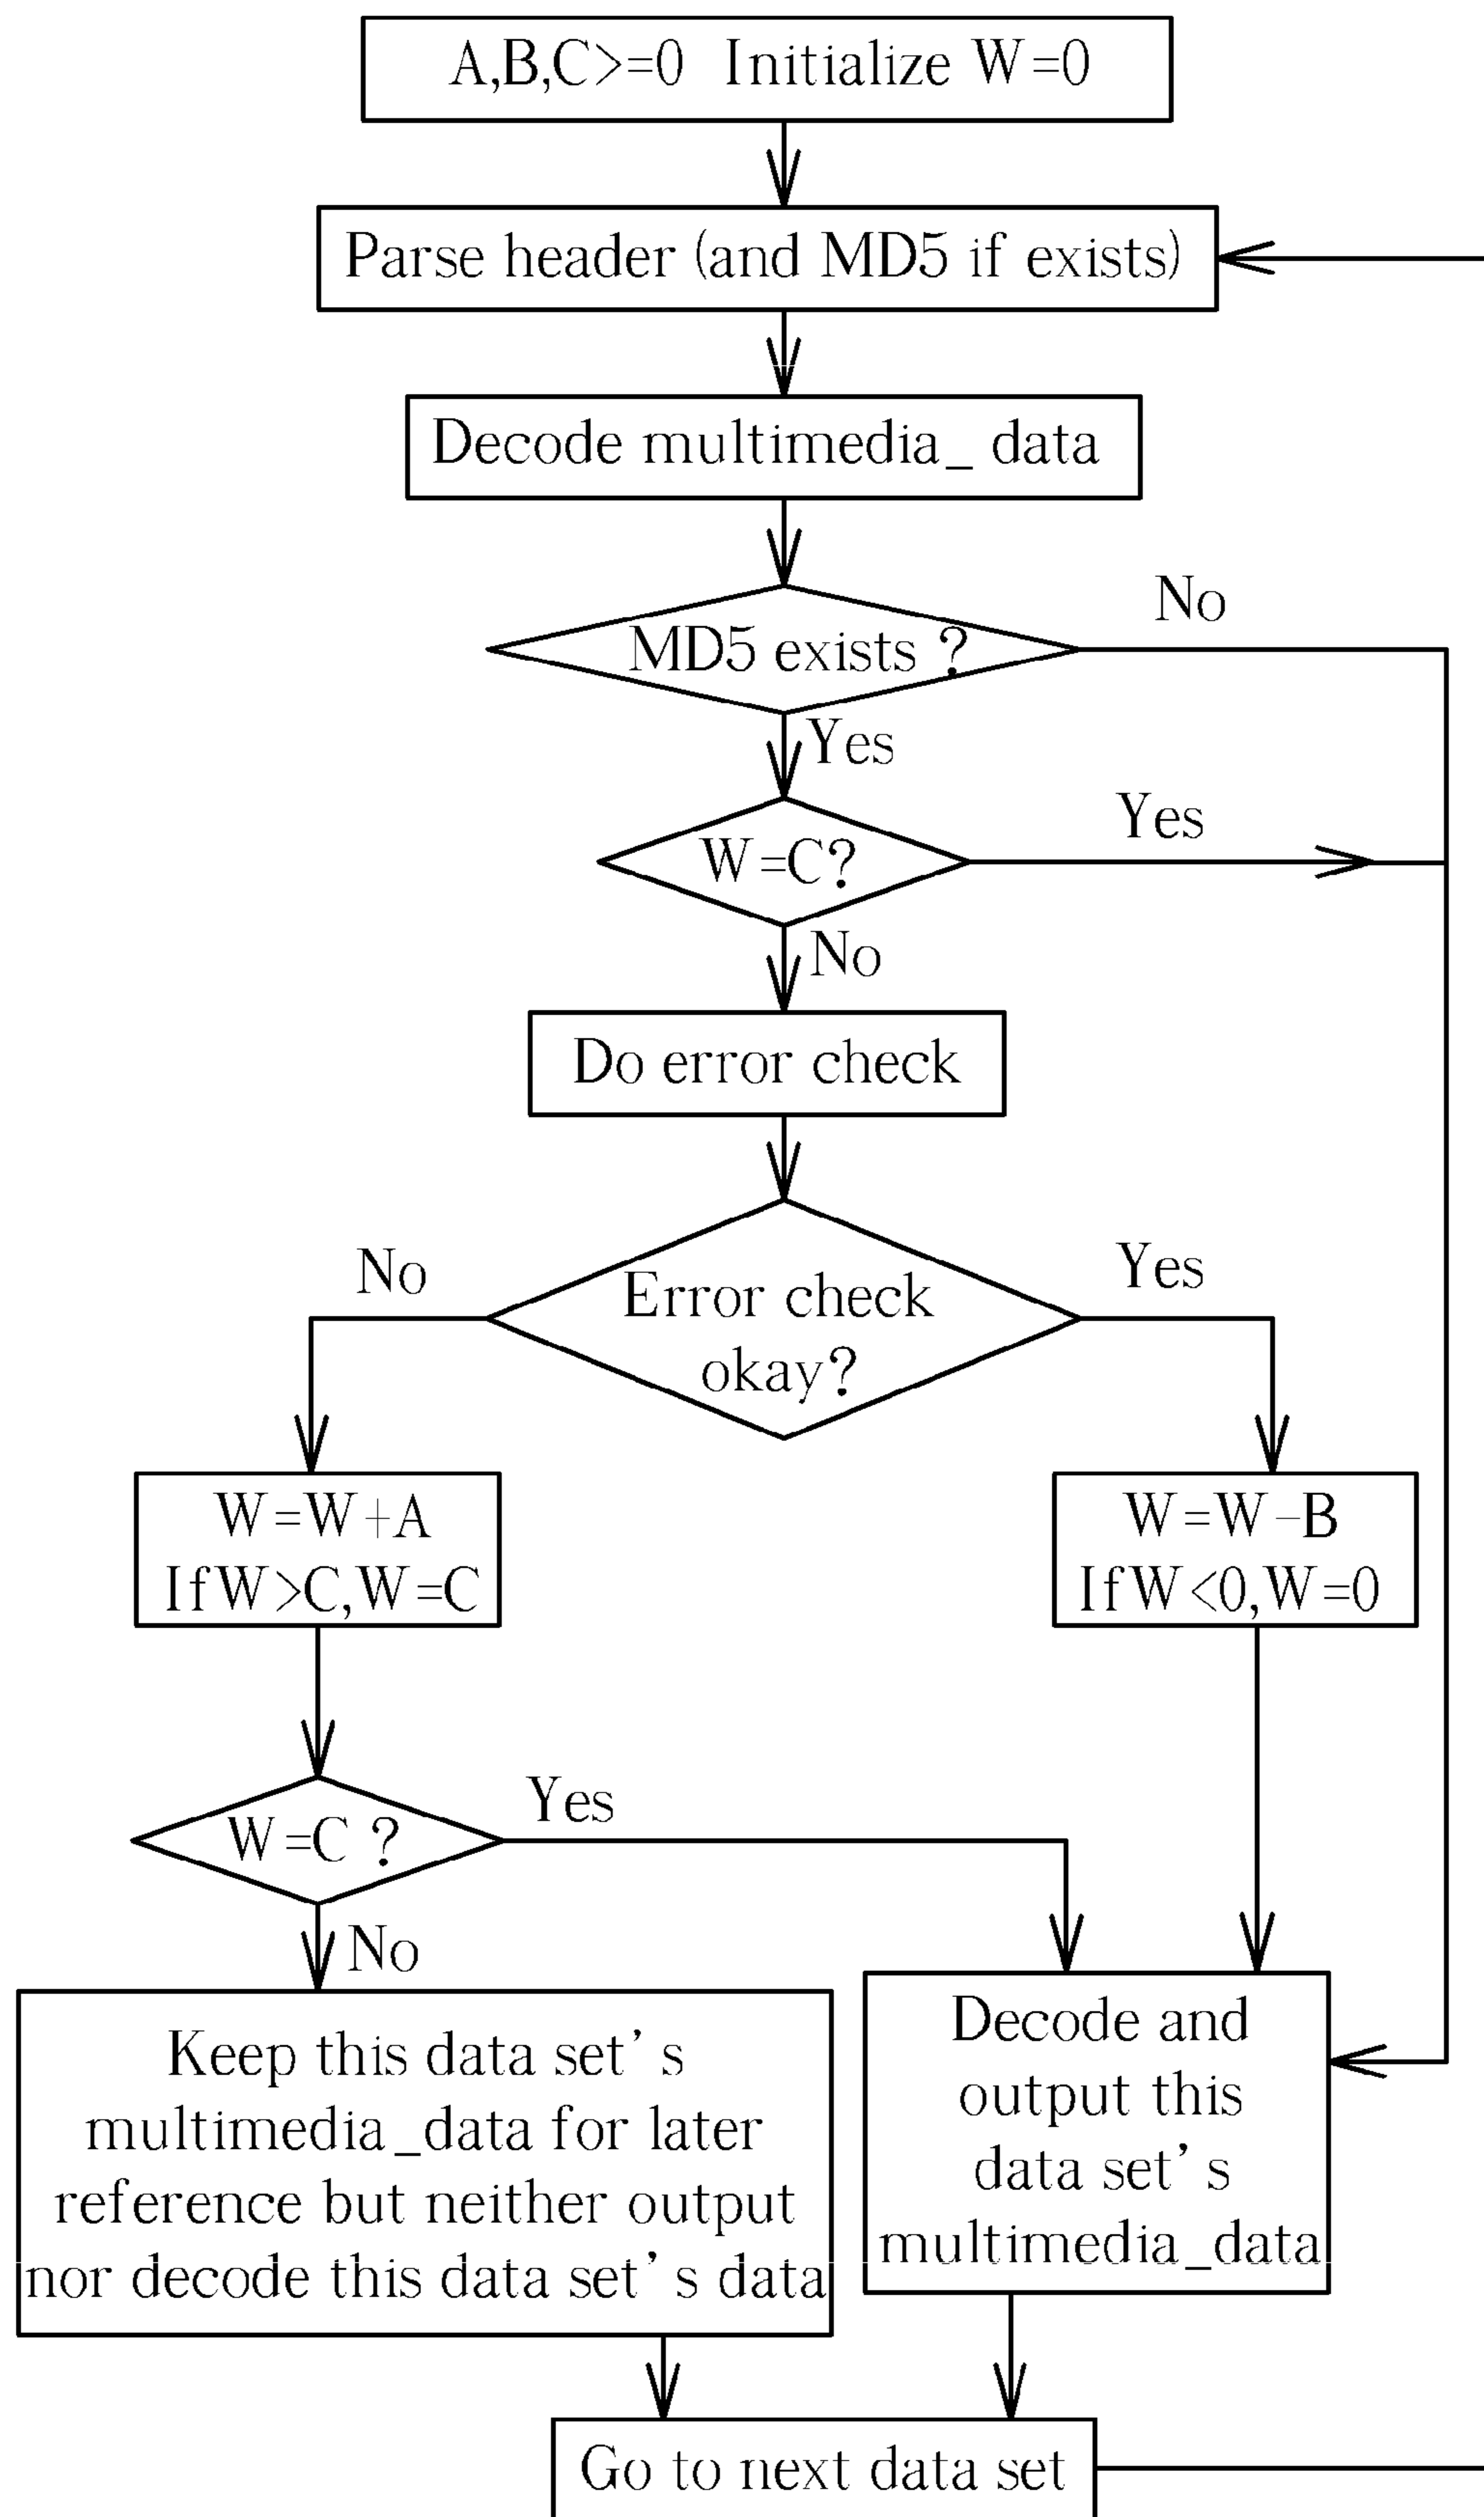 A,B,C>=0 Initialize W=0
Parse header (and MD5 if exists)
Decode multimedia_ data
No
MD5 exists ?
Yes
Yes
W=C?
No
Do error check
No
Yes
Error check
okay?
W=W+A
If W>C,W=C
W=W-B
If W<0,W=0
Yes
W=C ?
No
Keep this data set's
multimedia_data for later
reference but neither output
nor decode this data set's data
Decode and
output this
data set's
multimedia_data
Go to next data set